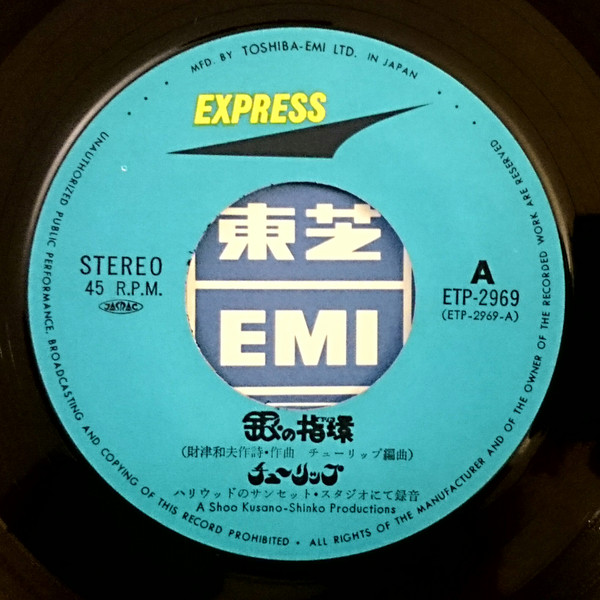 MFD. BY TOSHIBA-EMI LTD. IN JAPAN
EXPRESS
東芝
EMI
STEREO
45 R.P.M.
JASRAC
A
ETP-2969
(ETP-2969-A)
銀の指環
(財津和夫作詩・作曲 チューリップ編曲)
チューリップ
ハリウッドのサンセット・スタジオにて録音
A Shoo Kusano-Shinko Productions
UNAUTHORIZED PUBLIC PERFORMANCE, BROADCASTING AND COPYING OF THIS RECORD PROHIBITED • ALL RIGHTS OF THE MANUFACTURER AND OF THE OWNER OF THE RECORDED WORK ARE RESERVED